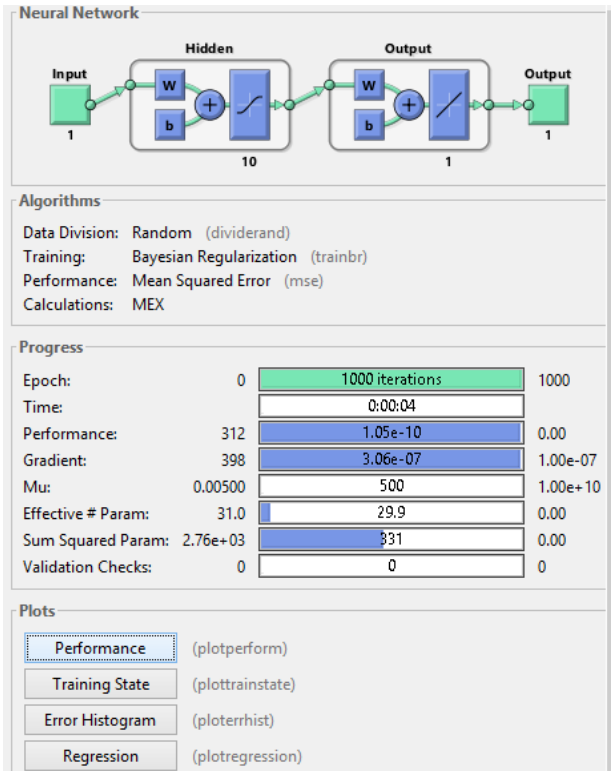 Neural Network
Hidden Output
Input Output
W b + W b +
1 10 1 1
Algorithms
Data Division: Random (dividerand)
Training: Bayesian Regularization (trainbr)
Performance: Mean Squared Error (mse)
Calculations: MEX
Progress
Epoch: 0 1000 iterations 1000
Time: 0:00:04
Performance: 312 1.05e-10 0.00
Gradient: 398 3.06e-07 1.00e-07
Mu: 0.00500 500 1.00e+10
Effective # Param: 31.0 29.9 0.00
Sum Squared Param: 2.76e+03 331 0.00
Validation Checks: 0 0 0
Plots
Performance (plotperform)
Training State (plottrainstate)
Error Histogram (ploterrhist)
Regression (plotregression)